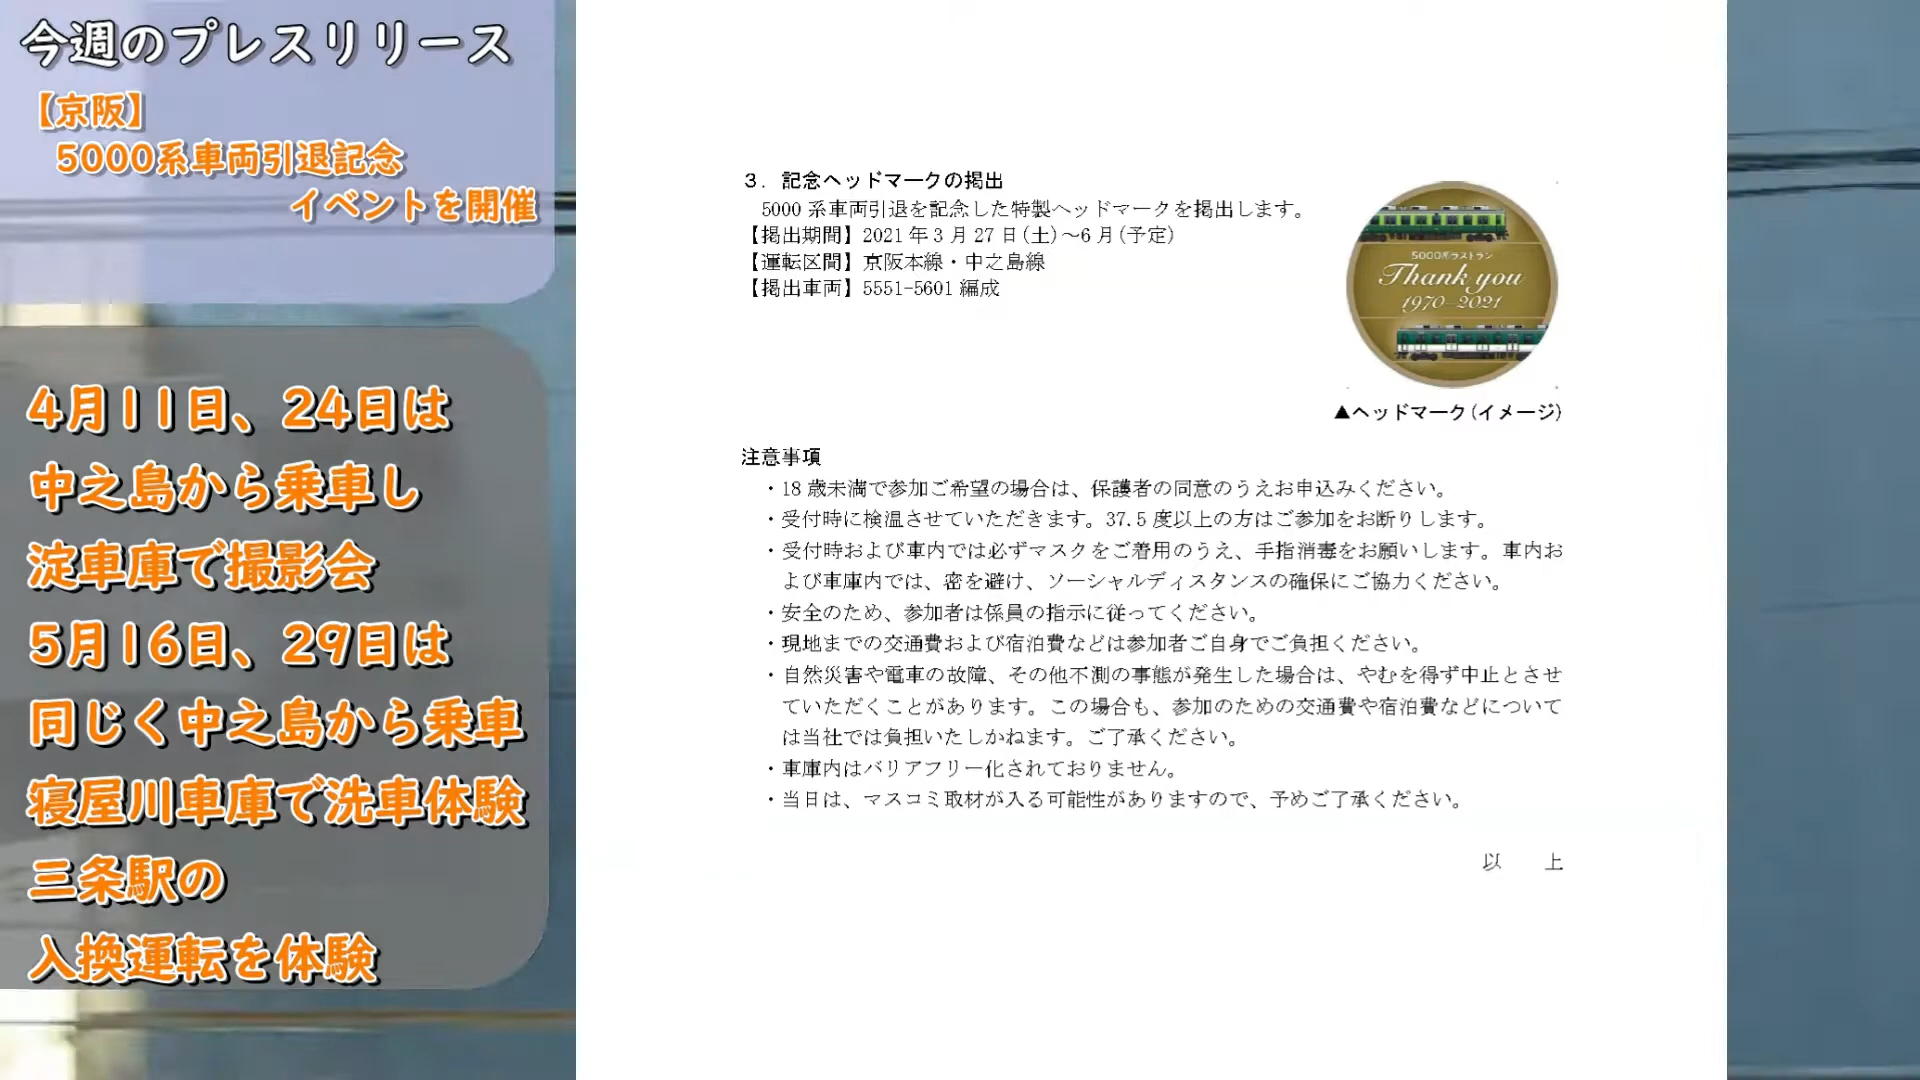 今週のプレスリリース
【京阪】
5000系車両引退記念
イベントを開催
4月11日、24日は
中之島から乗車し
淀車庫で撮影会
5月16日、29日は
同じく中之島から乗車
寝屋川車庫で洗車体験
三条駅の
入換運転を体験
3．記念ヘッドマークの掲出
5000系車両引退を記念した特製ヘッドマークを掲出します。
【掲出期間】2021年3月27日(土)～6月(予定)
【運転区間】京阪本線・中之島線
【掲出車両】5551-5601編成
5000系ラストラン
Thank you
1970-2021
▲ヘッドマーク(イメージ)
注意事項
・18歳未満で参加ご希望の場合は、保護者の同意のうえお申込みください。
・受付時に検温させていただきます。37.5度以上の方はご参加をお断りします。
・受付時および車内では必ずマスクをご着用のうえ、手指消毒をお願いします。車内お
よび車庫内では、密を避け、ソーシャルディスタンスの確保にご協力ください。
・安全のため、参加者は係員の指示に従ってください。
・現地までの交通費および宿泊費などは参加者ご自身でご負担ください。
・自然災害や電車の故障、その他不測の事態が発生した場合は、やむを得ず中止とさせ
ていただくことがあります。この場合も、参加のための交通費や宿泊費などについて
は当社では負担いたしかねます。ご了承ください。
・車庫内はバリアフリー化されておりません。
・当日は、マスコミ取材が入る可能性がありますので、予めご了承ください。
以　上